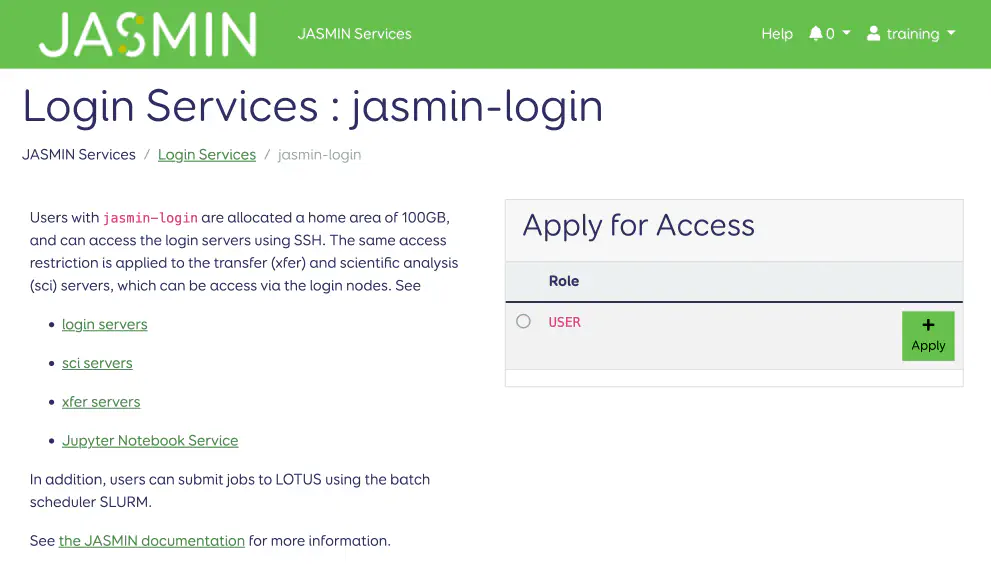 JASMIN
JASMIN Services
Help
0
training
Login Services : jasmin-login
JASMIN Services / Login Services / jasmin-login
Users with jasmin-login are allocated a home area of 100GB,
and can access the login servers using SSH. The same access
restriction is applied to the transfer (xfer) and scientific analysis
(sci) servers, which can be access via the login nodes. See
• login servers
• sci servers
• xfer servers
• Jupyter Notebook Service
In addition, users can submit jobs to LOTUS using the batch
scheduler SLURM.
See the JASMIN documentation for more information.
Apply for Access
Role
USER
Apply